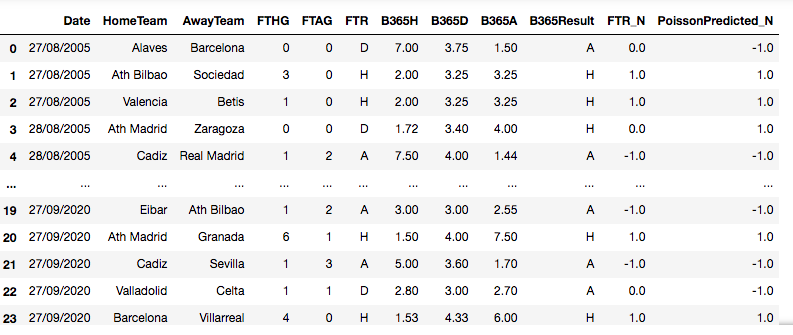 Date HomeTeam AwayTeam FTHG FTAG FTR B365H B365D B365A B365Result FTR_N PoissonPredicted_N
0 27/08/2005 Alaves Barcelona 0 0 D 7.00 3.75 1.50 A 0.0 -1.0
1 27/08/2005 Ath Bilbao Sociedad 3 0 H 2.00 3.25 3.25 H 1.0 1.0
2 27/08/2005 Valencia Betis 1 0 H 2.00 3.25 3.25 H 1.0 1.0
3 28/08/2005 Ath Madrid Zaragoza 0 0 D 1.72 3.40 4.00 H 0.0 1.0
4 28/08/2005 Cadiz Real Madrid 1 2 A 7.50 4.00 1.44 A -1.0 -1.0
... ... ... ... ... ... ... ... ... ... ... ... ...
19 27/09/2020 Eibar Ath Bilbao 1 2 A 3.00 3.00 2.55 A -1.0 -1.0
20 27/09/2020 Ath Madrid Granada 6 1 H 1.50 4.00 7.50 H 1.0 1.0
21 27/09/2020 Cadiz Sevilla 1 3 A 5.00 3.60 1.70 A -1.0 -1.0
22 27/09/2020 Valladolid Celta 1 1 D 2.80 3.00 2.70 A 0.0 -1.0
23 27/09/2020 Barcelona Villarreal 4 0 H 1.53 4.33 6.00 H 1.0 1.0